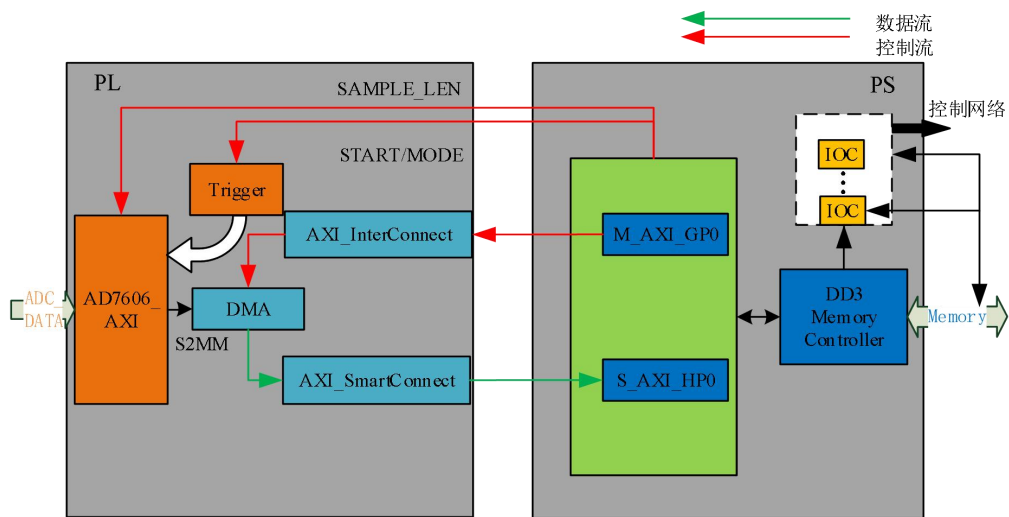 数据流
控制流
PL
PS
SAMPLE_LEN
控制网络
START/MODE
IOC
Trigger
IOC
AXI_InterConnect
M_AXI_GP0
ADC_
DATA
AD7606_
AXI
DMA
DD3
Memory
Controller
Memory
S2MM
AXI_SmartConnect
S_AXI_HP0